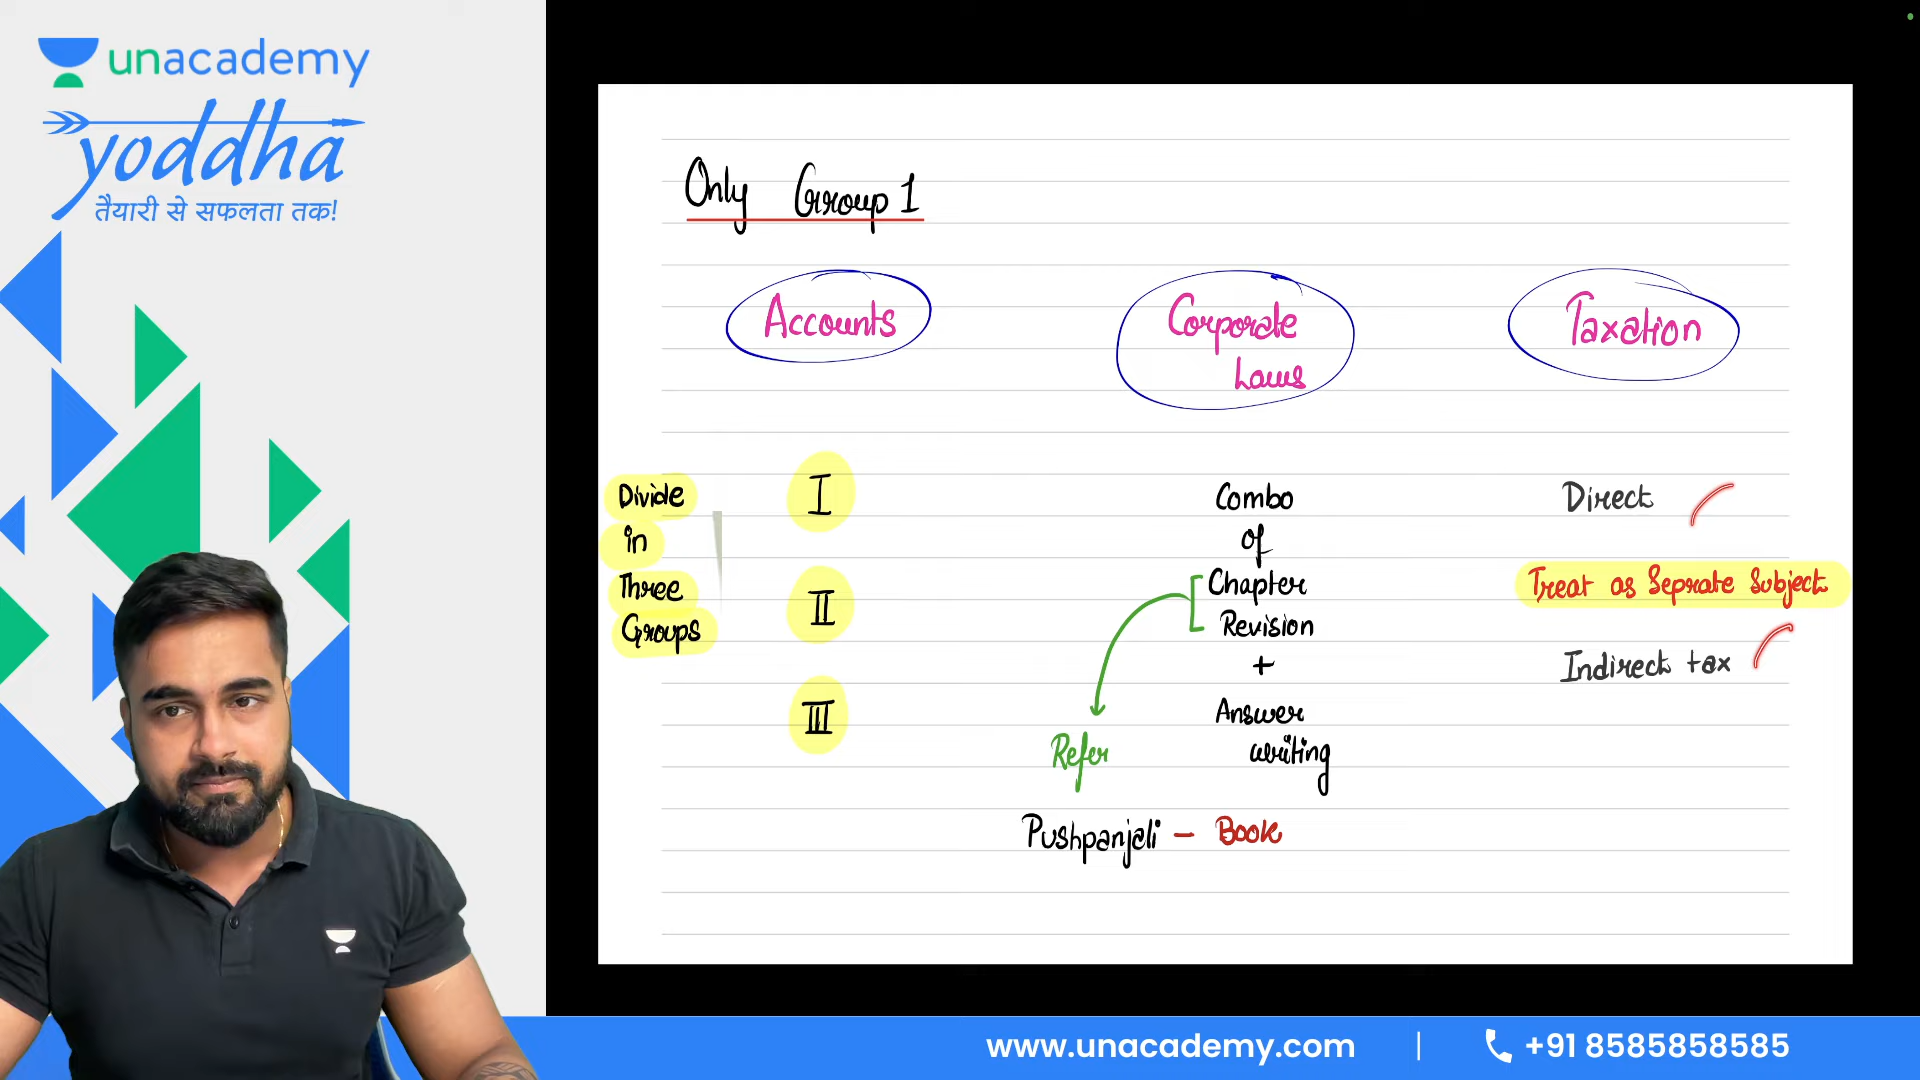 unacademy
yoddha
तैयारी से सफलता तक!
Only Group 1
Accounts
Corporate
Laws
Taxation
Divide
in
Three
Groups
I
II
III
Combo
of
Chapter
Revision
+
Answer
writing
Refer
Pushpanjali - Book
Direct
Treat as Seprate Subject
Indirect tax
www.unacademy.com | +91 8585858585